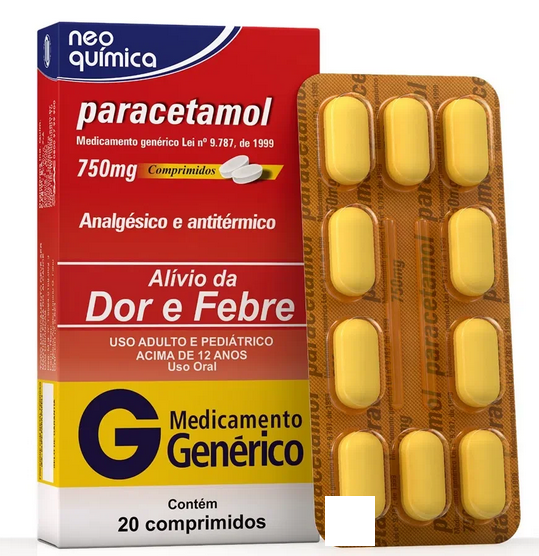 neo
química
paracetamol
Medicamento genérico Lei nº 9.787, de 1999
750mg Comprimidos
Analgésico e antitérmico
Alívio da
Dor e Febre
USO ADULTO E PEDIÁTRICO
ACIMA DE 12 ANOS
Uso Oral
G Medicamento
Genérico
Contém
20 comprimidos
paracetamol
750mg
paracetamol